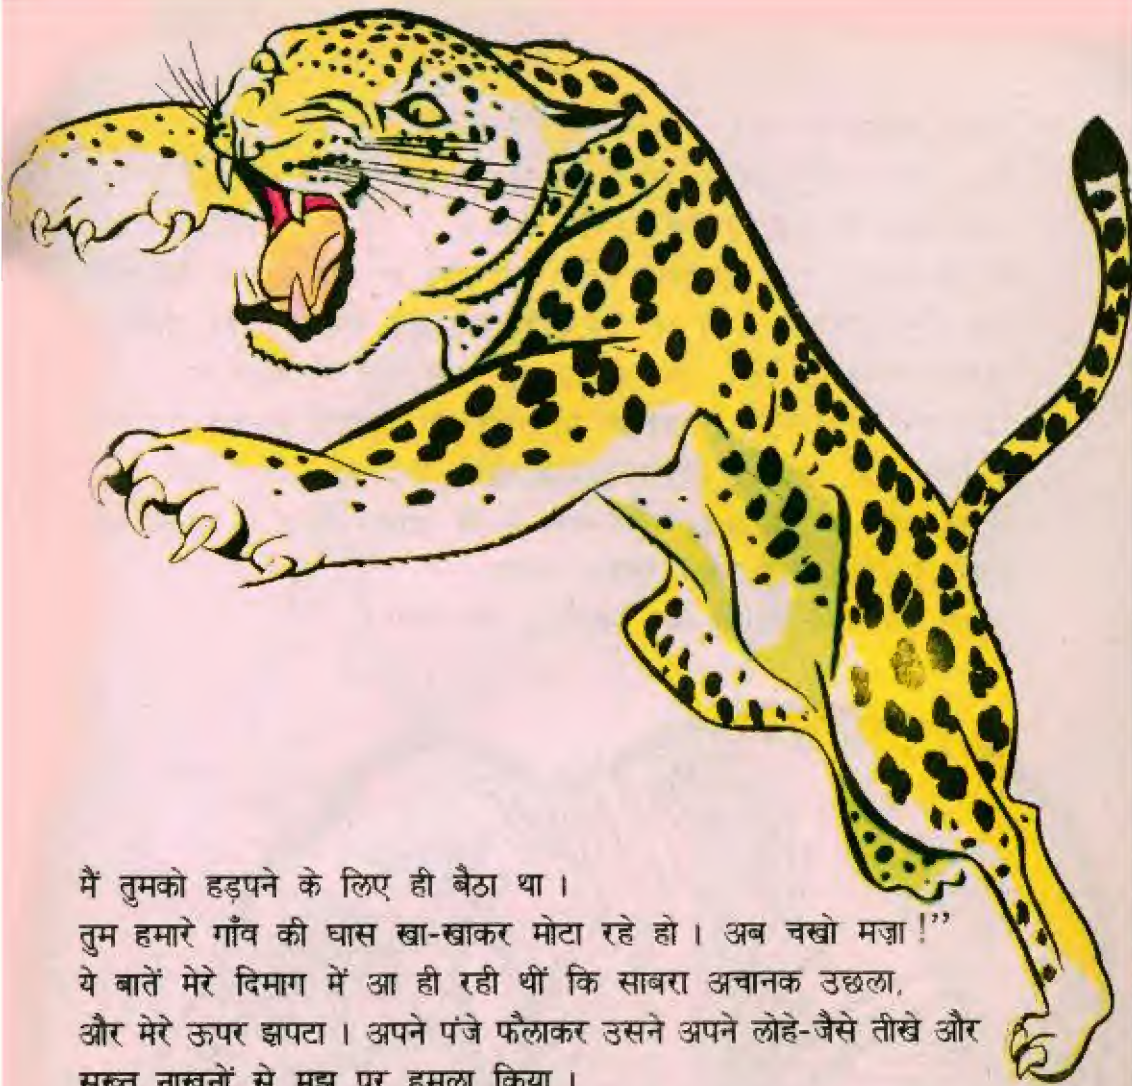 मैं तुमको हड़पने के लिए ही बैठा था ।
तुम हमारे गाँव की घास खा-खाकर मोटा रहे हो । अब चखो मज़ा !”
ये बातें मेरे दिमाग में आ ही रही थीं कि साबरा अचानक उछला,
और मेरे ऊपर झपटा । अपने पंजे फैलाकर उसने अपने लोहे-जैसे तीखे और
सख्त नाखूनों से मुझ पर हमला किया ।